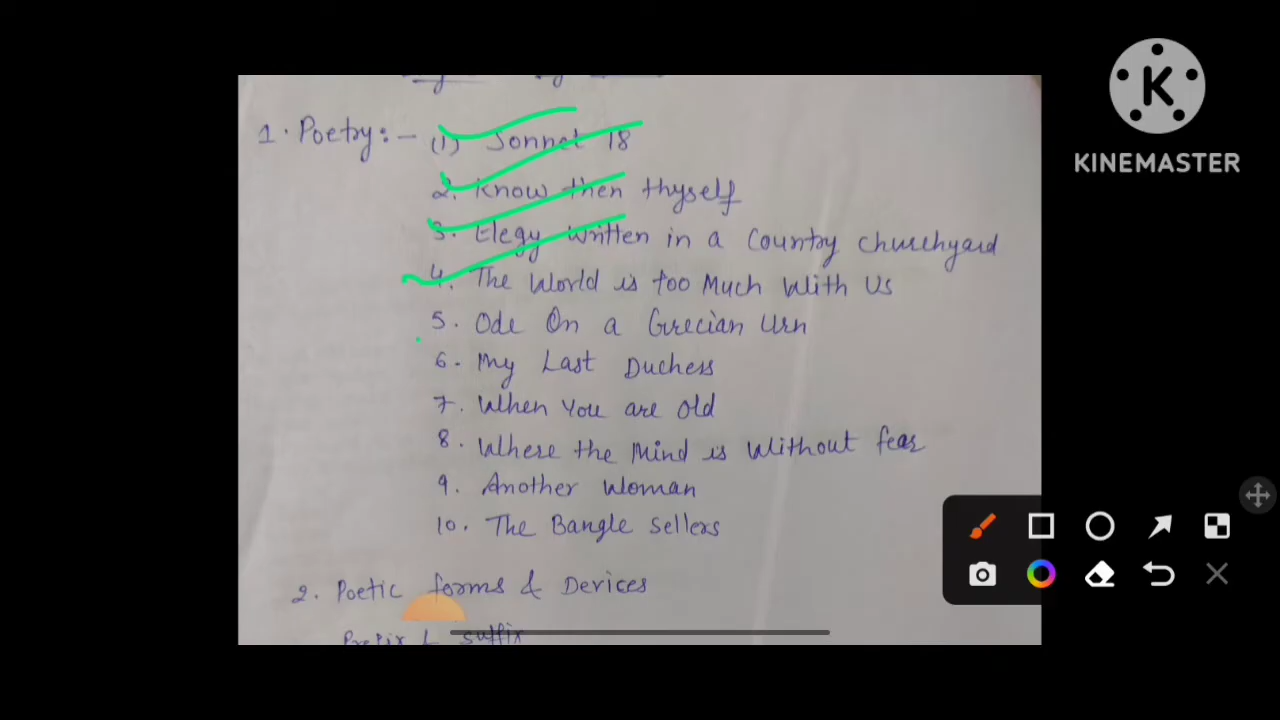 KINEMASTER
1. Poetry:- (1) Sonnet 18
2. Know then thyself
3. Elegy Written in a Country Churchyard
4. The World is too Much With Us
5. Ode On a Grecian Urn
6. My Last Duchess
7. When You are Old
8. Where the Mind is Without fear
9. Another Woman
10. The Bangle sellers
2. Poetic forms & Devices
Prefix & suffix